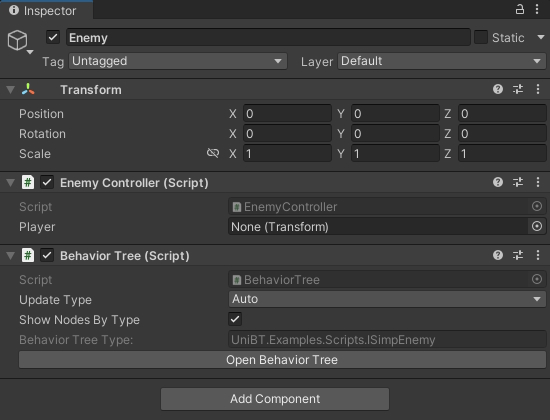 Inspector
Enemy Static
Tag Untagged Layer Default
Transform
Position X 0 Y 0 Z 0
Rotation X 0 Y 0 Z 0
Scale X 1 Y 1 Z 1
# Enemy Controller (Script)
Script # EnemyController
Player None (Transform)
# Behavior Tree (Script)
Script # BehaviorTree
Update Type Auto
Show Nodes By Type
Behavior Tree Type: UniBT.Examples.Scripts.ISimpEnemy
Open Behavior Tree
Add Component